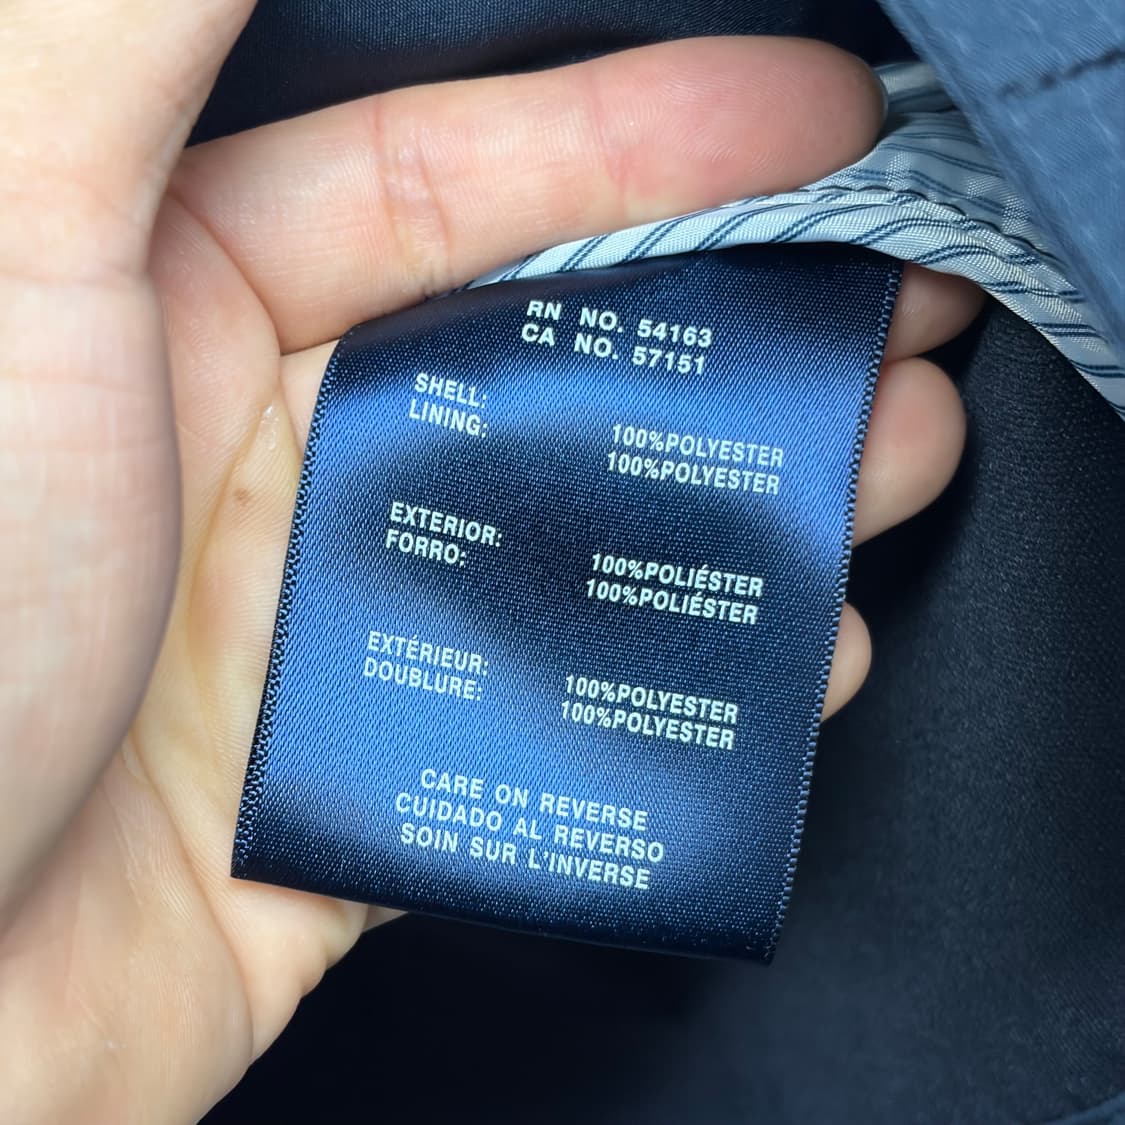 RN NO. 54163
CA NO. 57151
SHELL: 100%POLYESTER
LINING: 100%POLYESTER
EXTERIOR: 100%POLIÉSTER
FORRO: 100%POLIÉSTER
EXTÉRIEUR: 100%POLYESTER
DOUBLURE: 100%POLYESTER
CARE ON REVERSE
CUIDADO AL REVERSO
SOIN SUR L'INVERSE